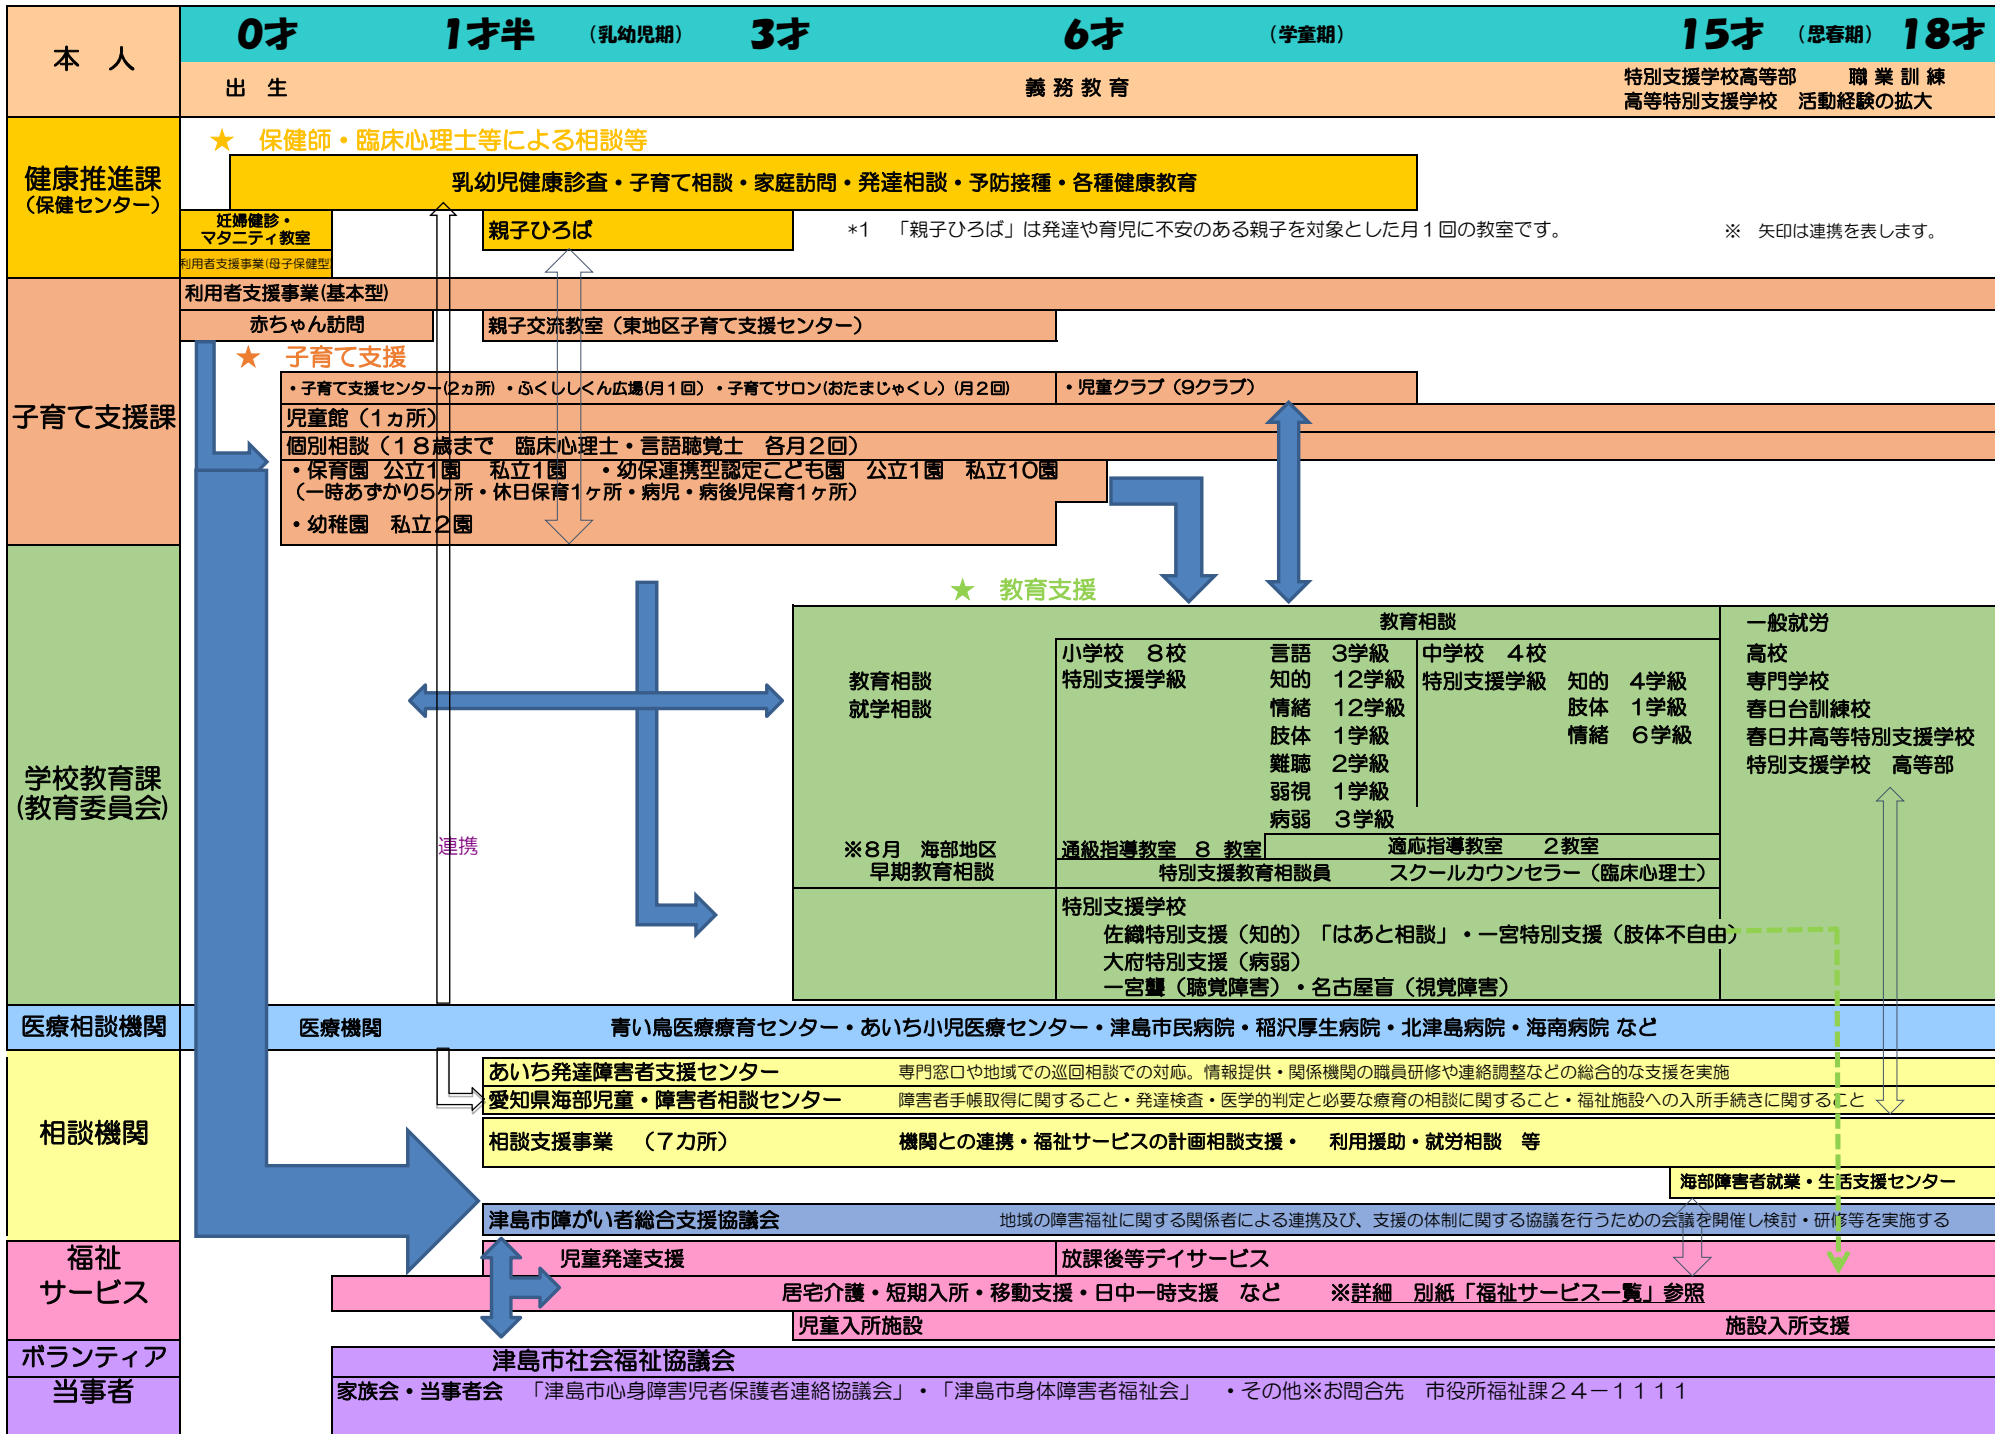 本　人
0才　1才半　（乳幼児期）　3才　6才　（学童期）　15才　（思春期）　18才
出　生　義 務 教 育　特別支援学校高等部　職 業 訓 練
高等特別支援学校　活動経験の拡大
健康推進課
（保健センター）
★　保健師・臨床心理士等による相談等
乳幼児健康診査・子育て相談・家庭訪問・発達相談・予防接種・各種健康教育
妊婦健診・
マタニティ教室
利用者支援事業(母子保健型)
親子ひろば
*1　「親子ひろば」は発達や育児に不安のある親子を対象とした月１回の教室です。
※　矢印は連携を表します。
子育て支援課
利用者支援事業(基本型)
赤ちゃん訪問
親子交流教室（東地区子育て支援センター）
★　子育て支援
・子育て支援センター(2ヵ所）・ふくししくん広場(月１回）・子育てサロン(おたまじゃくし）(月２回)
・児童クラブ（9クラブ）
児童館（１ヵ所）
個別相談（１８歳まで　臨床心理士・言語聴覚士　各月２回）
・保育園 公立1園　私立1園　・幼保連携型認定こども園　公立1園　私立10園
（一時あずかり5ヶ所・休日保育1ヶ所・病児・病後児保育1ヶ所）
・幼稚園　私立２園
学校教育課
(教育委員会)
★　教育支援
教育相談
教育相談
就学相談
※８月　海部地区
早期教育相談
小学校　８校
特別支援学級
言語　3学級
知的　12学級
情緒　12学級
肢体　1学級
難聴　2学級
弱視　1学級
病弱　３学級
中学校　４校
特別支援学級　知的　4学級
肢体　1学級
情緒　６学級
通級指導教室　８ 教室
適応指導教室　　２教室
特別支援教育相談員　スクールカウンセラー（臨床心理士）
一般就労
高校
専門学校
春日台訓練校
春日井高等特別支援学校
特別支援学校　高等部
連携
特別支援学校
佐織特別支援（知的）「はあと相談」・一宮特別支援（肢体不自由）
大府特別支援（病弱）
一宮聾（聴覚障害）・名古屋盲（視覚障害）
医療相談機関
医療機関　青い鳥医療療育センター・あいち小児医療センター・津島市民病院・稲沢厚生病院・北津島病院・海南病院 など
相談機関
あいち発達障害者支援センター　専門窓口や地域での巡回相談での対応。情報提供・関係機関の職員研修や連絡調整などの総合的な支援を実施
愛知県海部児童・障害者相談センター　障害者手帳取得に関すること・発達検査・医学的判定と必要な療育の相談に関すること・福祉施設への入所手続きに関すること
相談支援事業　（７カ所）　機関との連携・福祉サービスの計画相談支援・　利用援助・就労相談　等
海部障害者就業・生活支援センター
津島市障がい者総合支援協議会　地域の障害福祉に関する関係者による連携及び、支援の体制に関する協議を行うための会議を開催し検討・研修等を実施する
福祉
サービス
児童発達支援　放課後等デイサービス
居宅介護・短期入所・移動支援・日中一時支援　など　※詳細　別紙「福祉サービス一覧」参照
児童入所施設　施設入所支援
ボランティア
津島市社会福祉協議会
当事者
家族会・当事者会　「津島市心身障害児者保護者連絡協議会」・「津島市身体障害者福祉会」　・その他※お問合先　市役所福祉課２４－１１１１